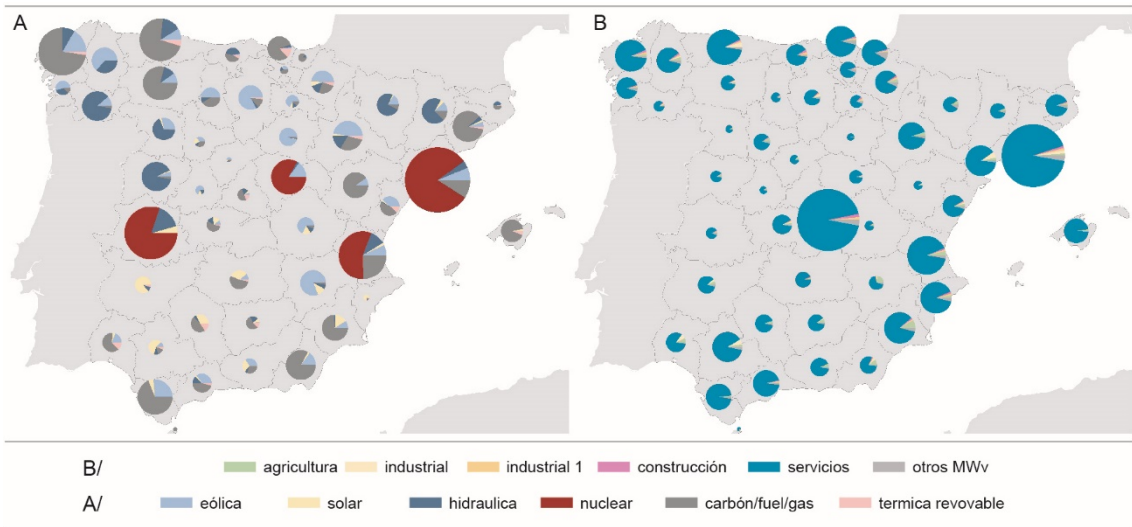 A B
B/ agricultura industrial industrial 1 construcción servicios otros MWv
A/ eólica solar hidraulica nuclear carbón/fuel/gas termica revovable